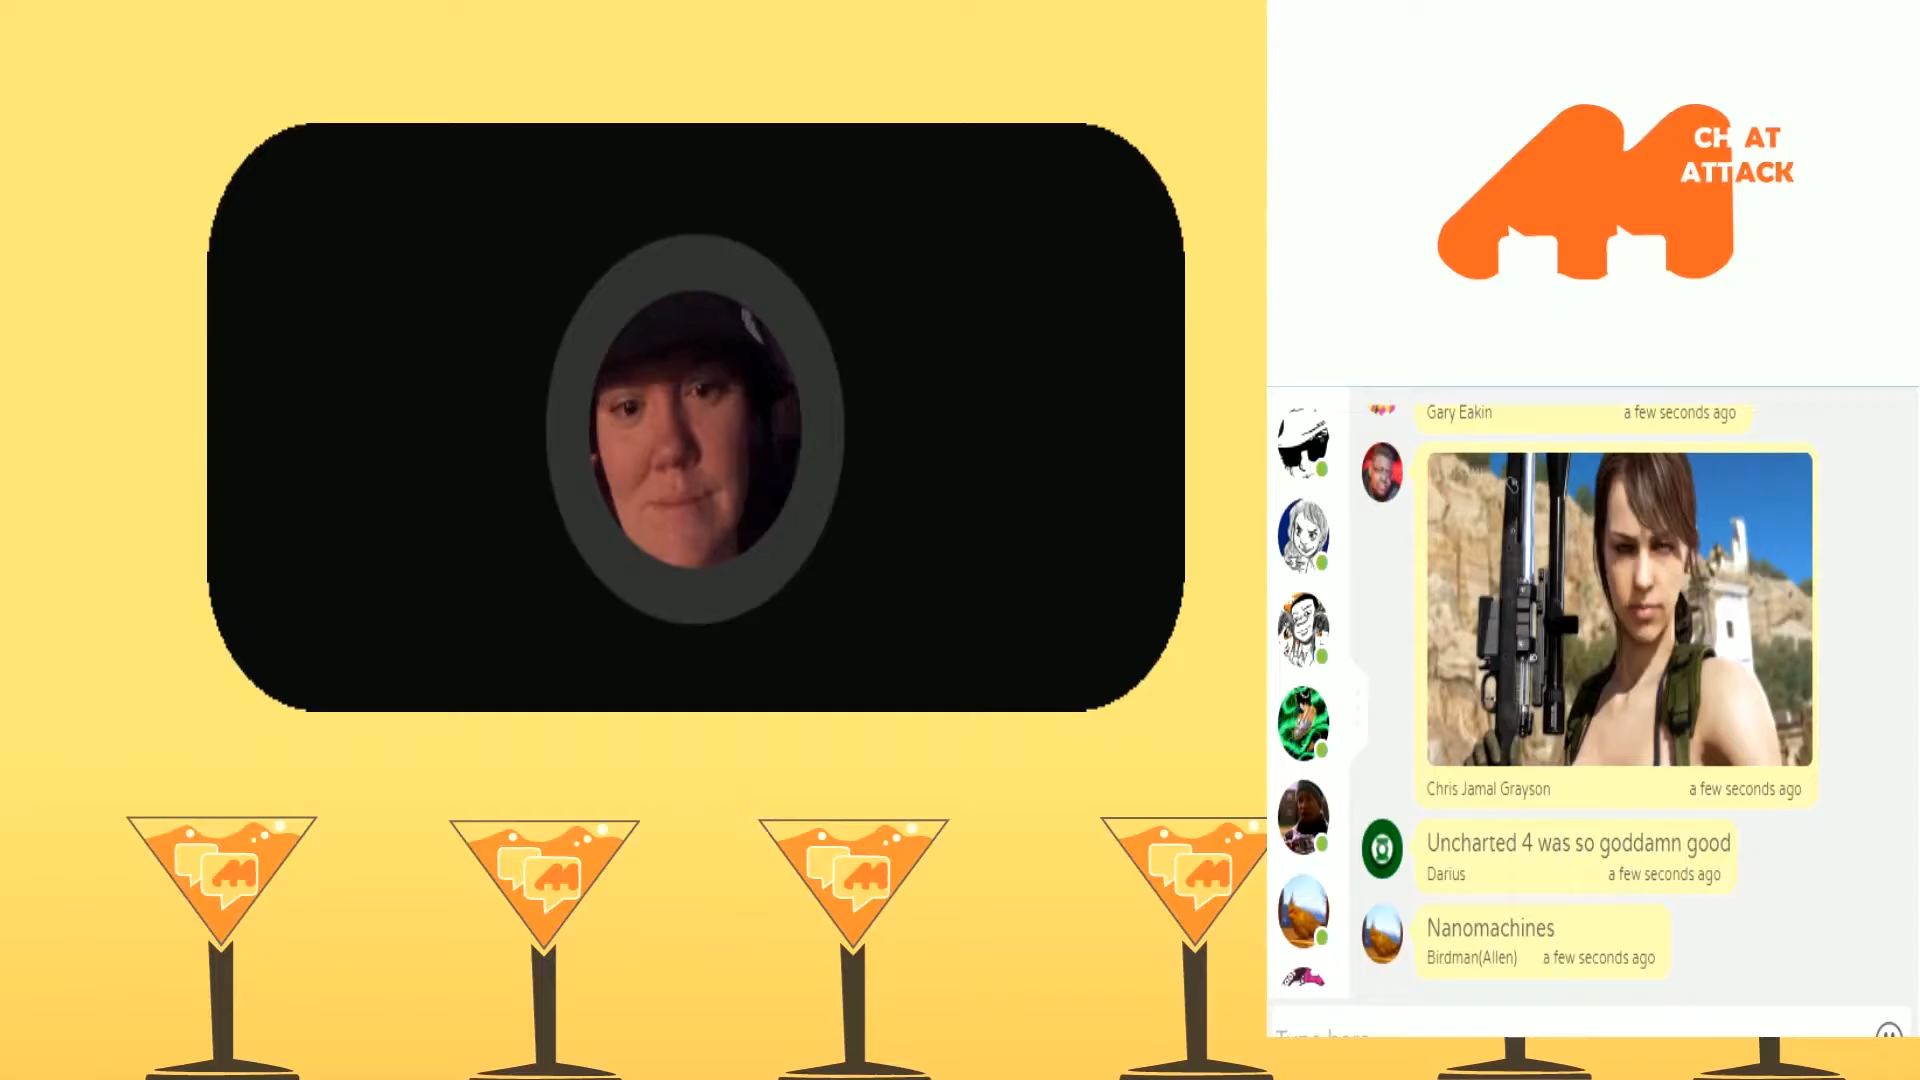 CHAT
ATTACK
Gary Eakin a few seconds ago
Chris Jamal Grayson a few seconds ago
Uncharted 4 was so goddamn good
Darius a few seconds ago
Nanomachines
Birdman(Allen) a few seconds ago